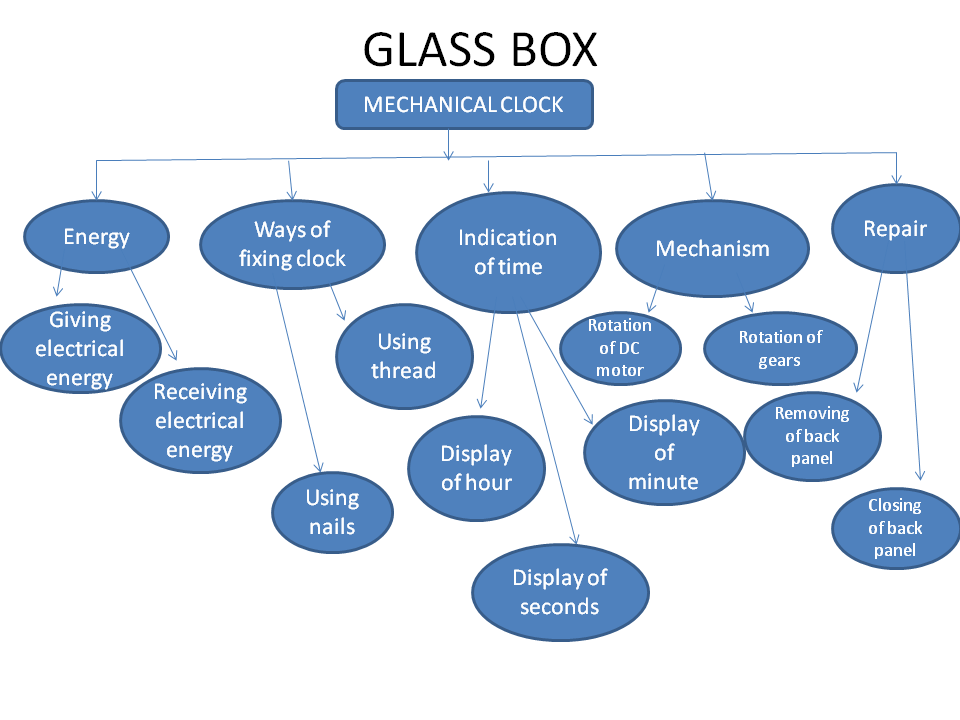 GLASS BOX
MECHANICAL CLOCK
Energy
Ways of
fixing clock
Indication
of time
Mechanism
Repair
Giving
electrical
energy
Receiving
electrical
energy
Using
thread
Using
nails
Display
of hour
Display of
seconds
Display
of
minute
Rotation
of DC
motor
Rotation of
gears
Removing
of back
panel
Closing
of back
panel